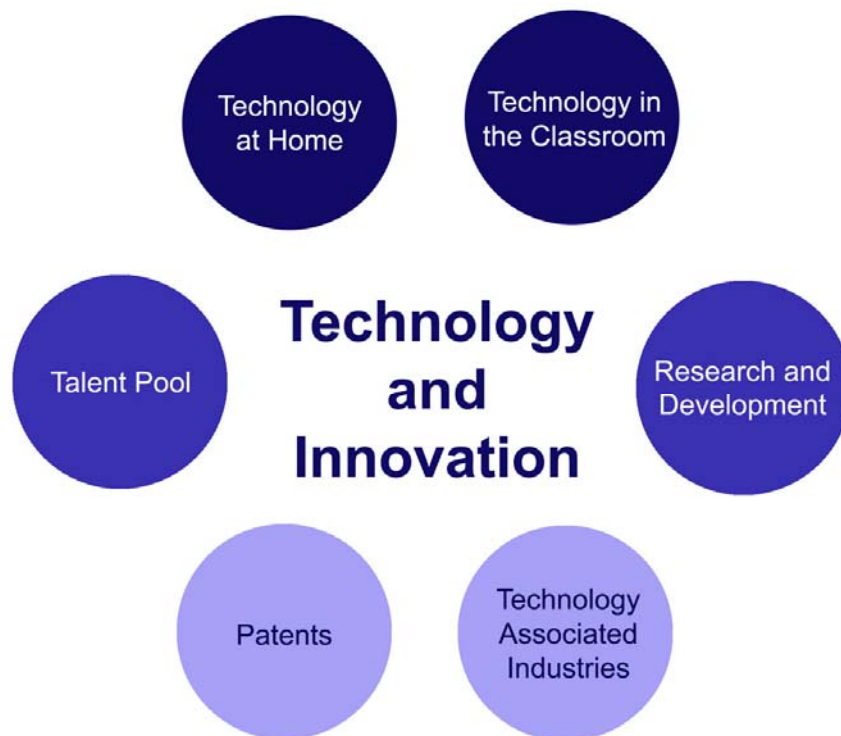 Technology
at Home
Technology in
the Classroom
Talent Pool
Technology
and
Innovation
Research and
Development
Patents
Technology
Associated
Industries